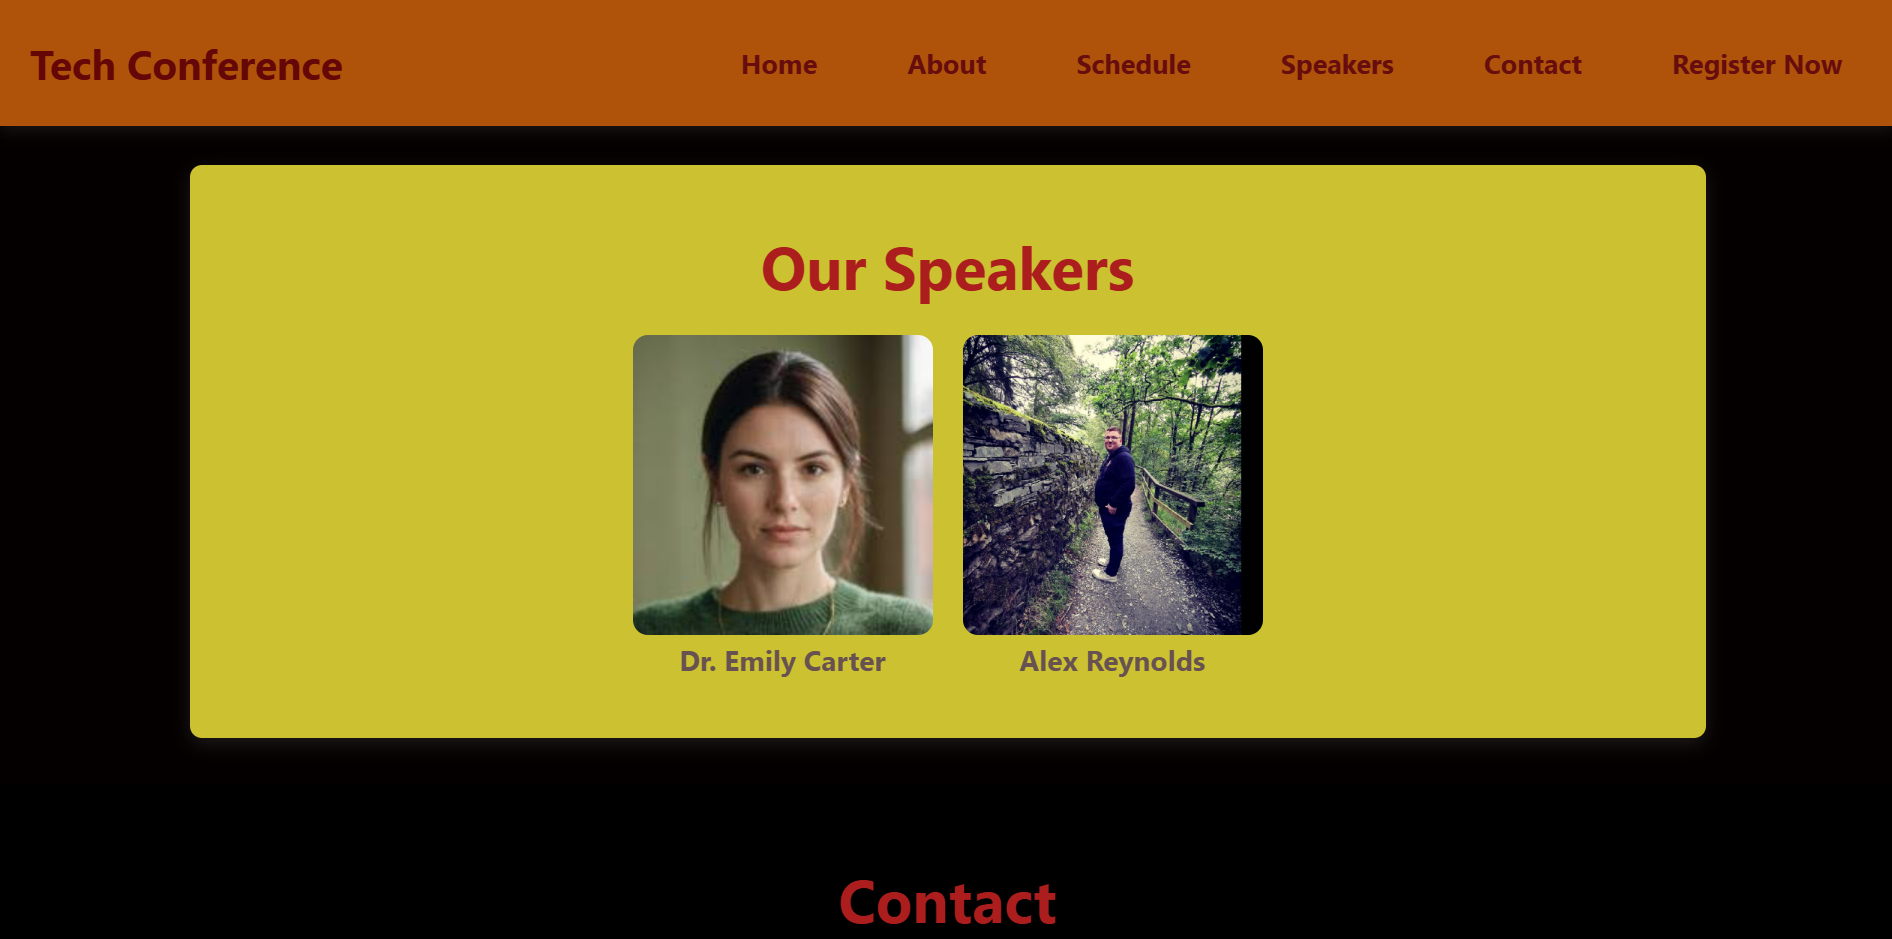 Tech Conference
Home About Schedule Speakers Contact Register Now
Our Speakers
Dr. Emily Carter
Alex Reynolds
Contact